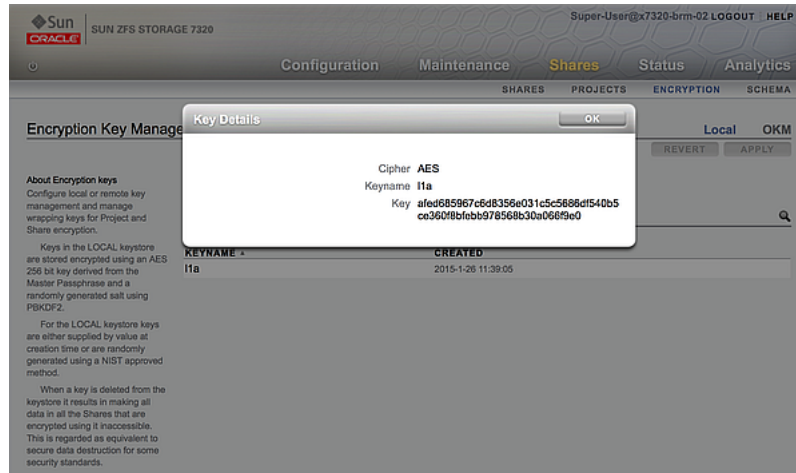 Sun
ORACLE
SUN ZFS STORAGE 7320
Super-User@x7320-brm-02 LOGOUT HELP
Configuration Maintenance Shares Status Analytics
SHARES PROJECTS ENCRYPTION SCHEMA
Encryption Key Manage
Local OKM
REVERT APPLY
Key Details
OK
Cipher AES
Keyname l1a
Key afed685967c6d8356e031c5c5686df540b5
ce360f8bfebb978568b30a066f9e0
About Encryption keys
Configure local or remote key
management and manage
wrapping keys for Project and
Share encryption.
Keys in the LOCAL keystore
are stored encrypted using an AES
256 bit key derived from the
Master Passphrase and a
randomly generated salt using
PBKDF2.
For the LOCAL keystore keys
are either supplied by value at
creation time or are randomly
generated using a NIST approved
method.
When a key is deleted from the
keystore it results in making all
data in all the Shares that are
encrypted using it inaccessible.
This is regarded as equivalent to
secure data destruction for some
security standards.
KEYNAME CREATED
l1a 2015-1-26 11:39:05